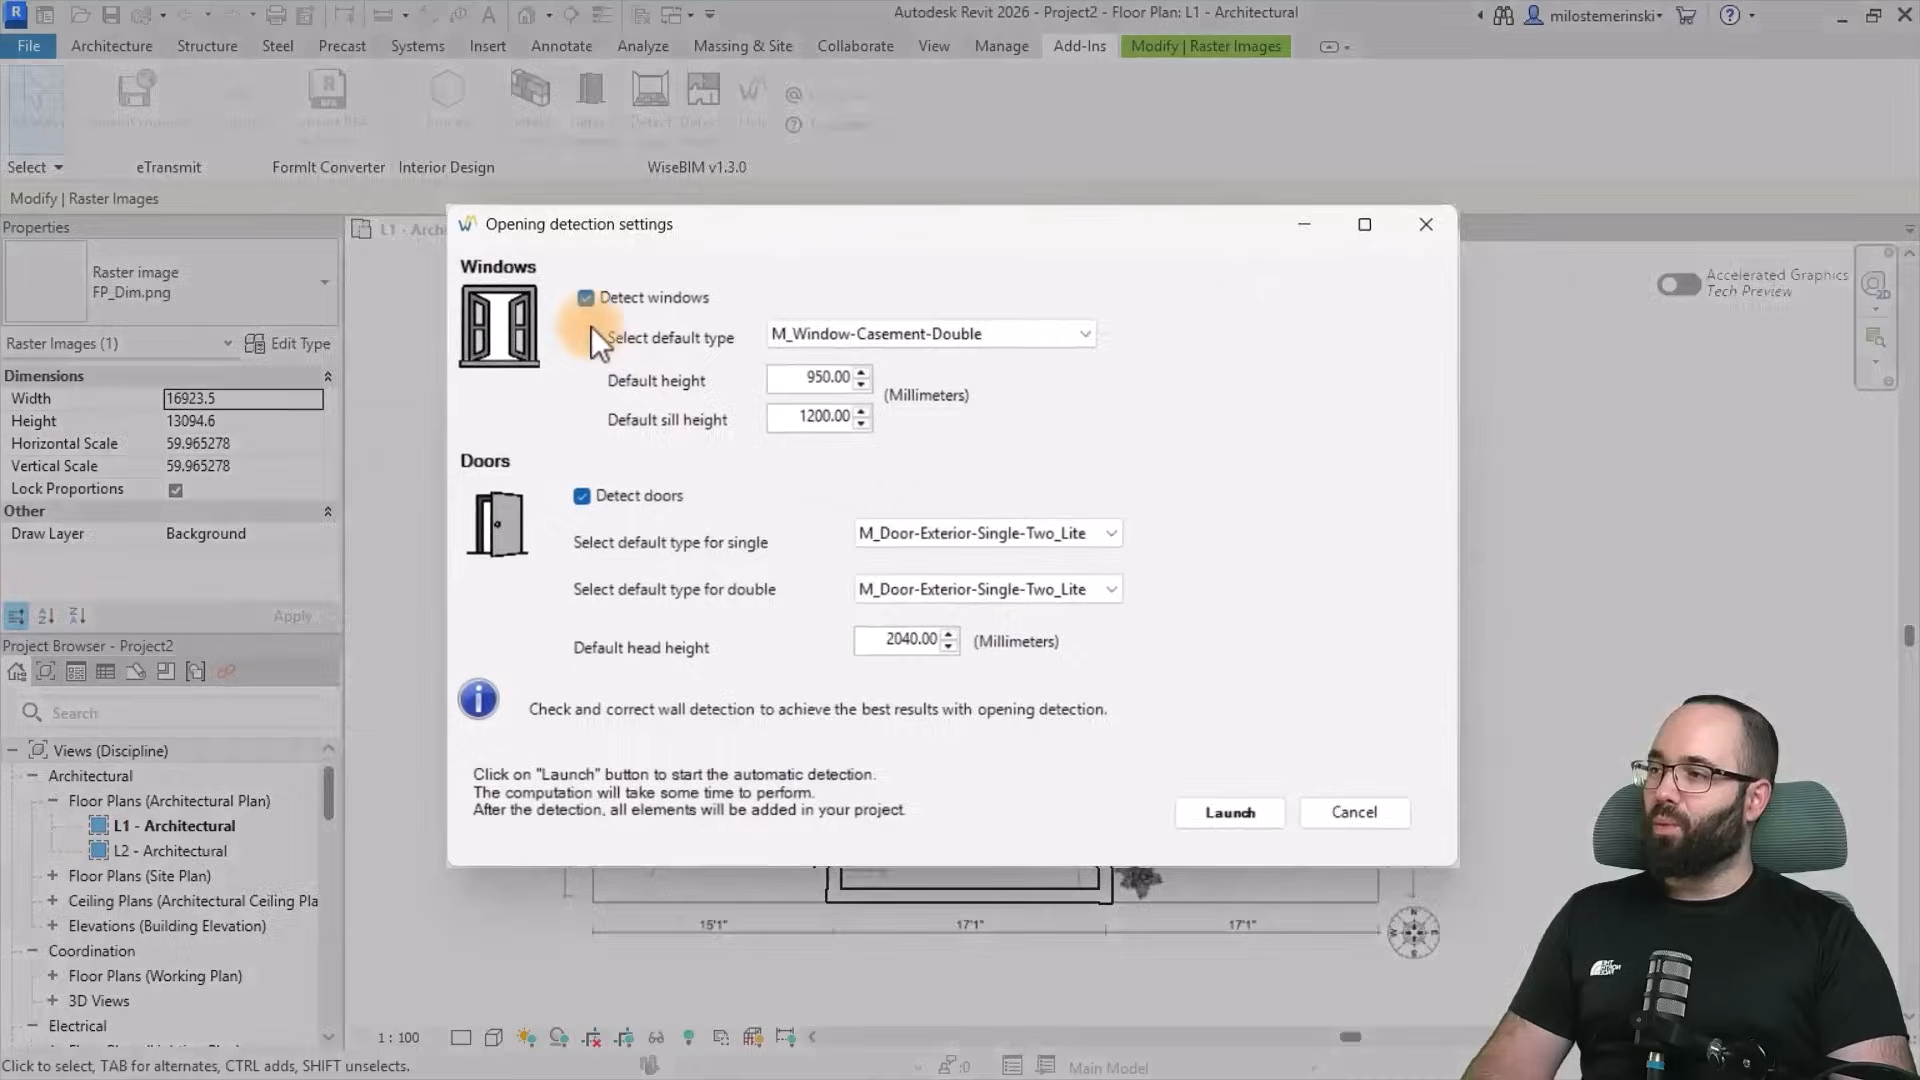 Autodesk Revit 2026 - Project2 - Floor Plan: L1 - Architectural
milostemerinski
File Architecture Structure Steel Precast Systems Insert Annotate Analyze Massing & Site Collaborate View Manage Add-Ins Modify | Raster Images
Select eTransmit FormIt Converter Interior Design WiseBIM v1.3.0
Modify | Raster Images
Properties
Raster image
FP_Dim.png
Raster Images (1) Edit Type
Dimensions
Width 16923.5
Height 13094.6
Horizontal Scale 59.965278
Vertical Scale 59.965278
Lock Proportions
Other
Draw Layer Background
Apply
Project Browser - Project2
Search
Views (Discipline)
Architectural
Floor Plans (Architectural Plan)
L1 - Architectural
L2 - Architectural
Floor Plans (Site Plan)
Ceiling Plans (Architectural Ceiling Pla
Elevations (Building Elevation)
Coordination
Floor Plans (Working Plan)
3D Views
Electrical
L1 - Archi
Opening detection settings
Windows
Detect windows
Select default type M_Window-Casement-Double
Default height 950.00
(Millimeters)
Default sill height 1200.00
Doors
Detect doors
Select default type for single M_Door-Exterior-Single-Two_Lite
Select default type for double M_Door-Exterior-Single-Two_Lite
Default head height 2040.00 (Millimeters)
Check and correct wall detection to achieve the best results with opening detection.
Click on "Launch" button to start the automatic detection.
The computation will take some time to perform.
After the detection, all elements will be added in your project.
Launch Cancel
Accelerated Graphics
Tech Preview
2D
15'1" 17'1" 17'1"
N
W E
S
THE
NORTH
FACE
1 : 100
Click to select, TAB for alternates, CTRL adds, SHIFT unselects.
:0
Main Model